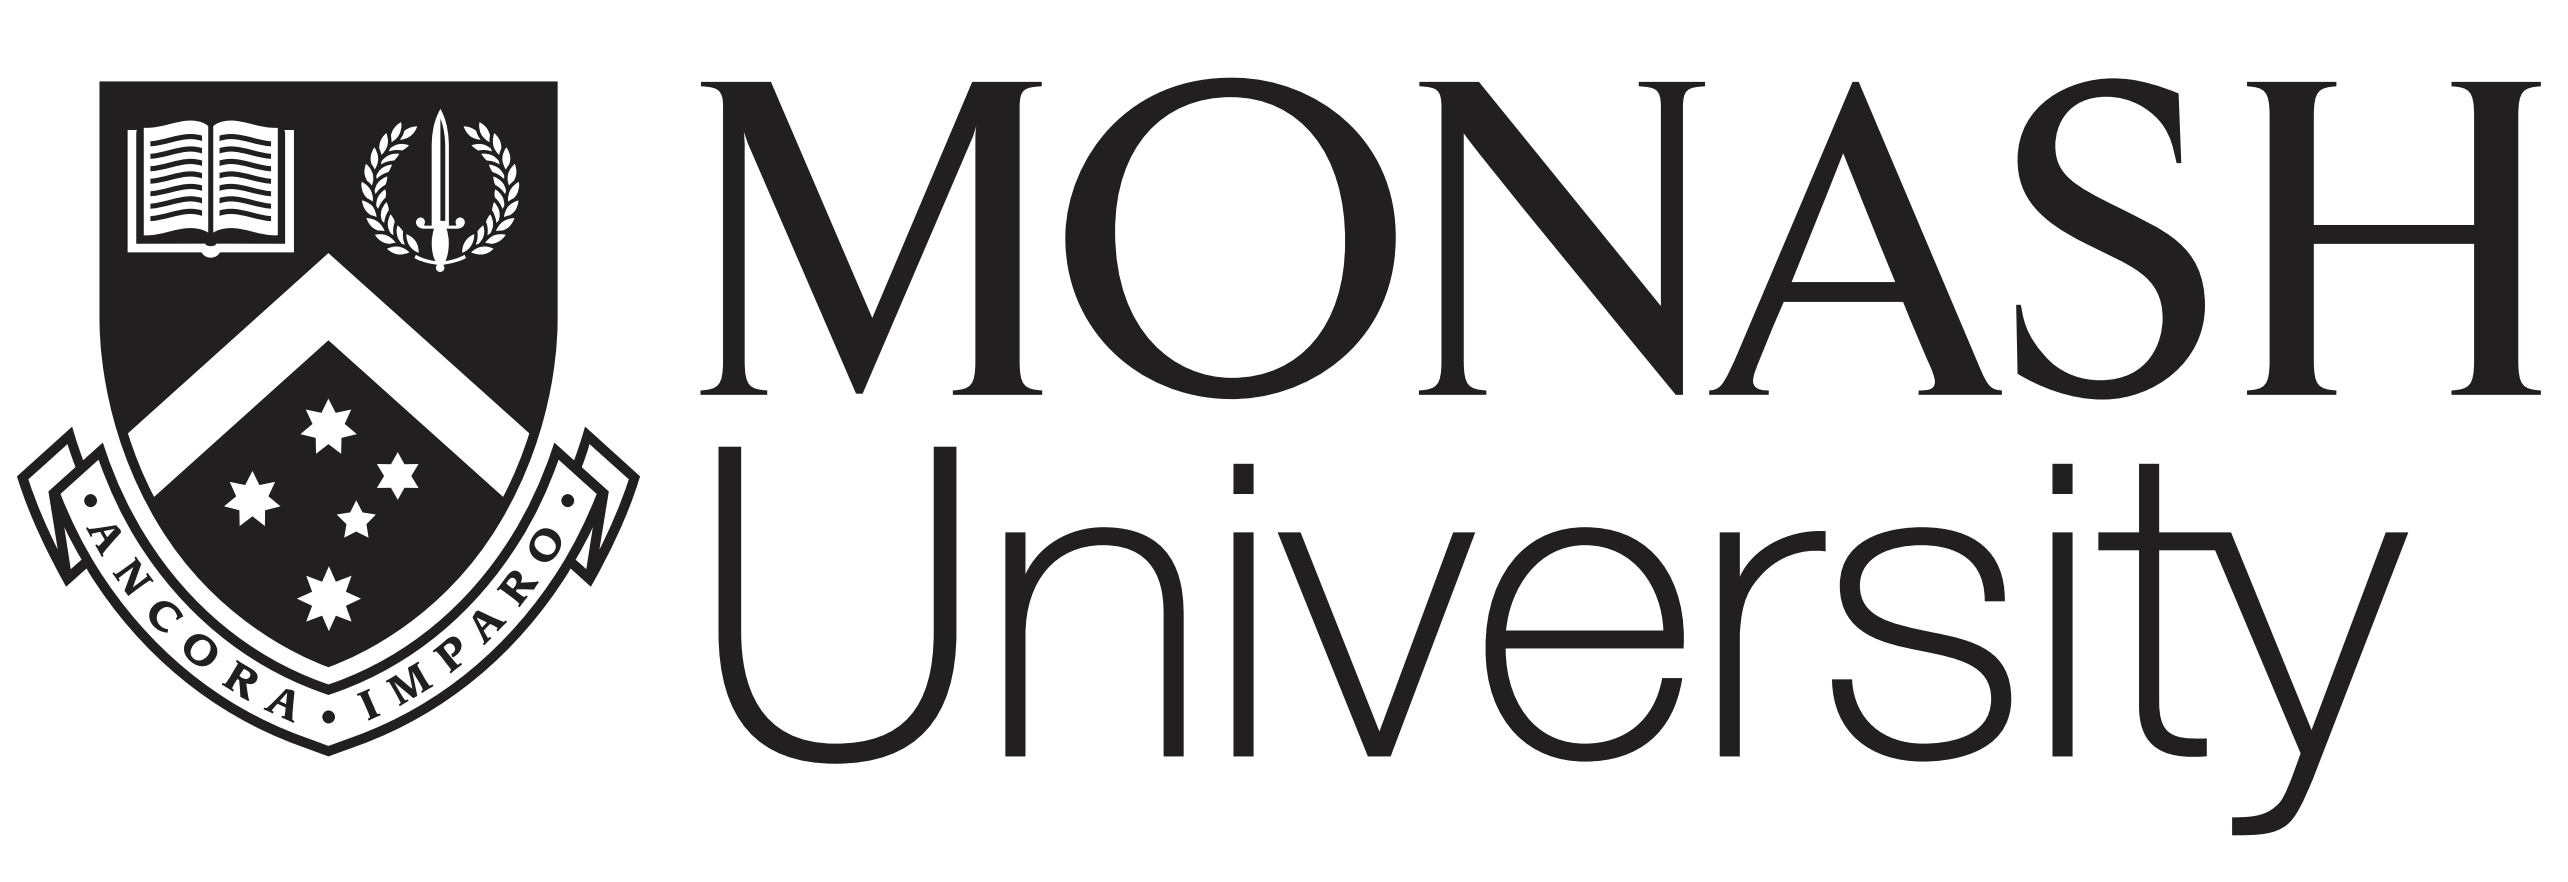 MONASH
University
• ANCORA • IMPARO •